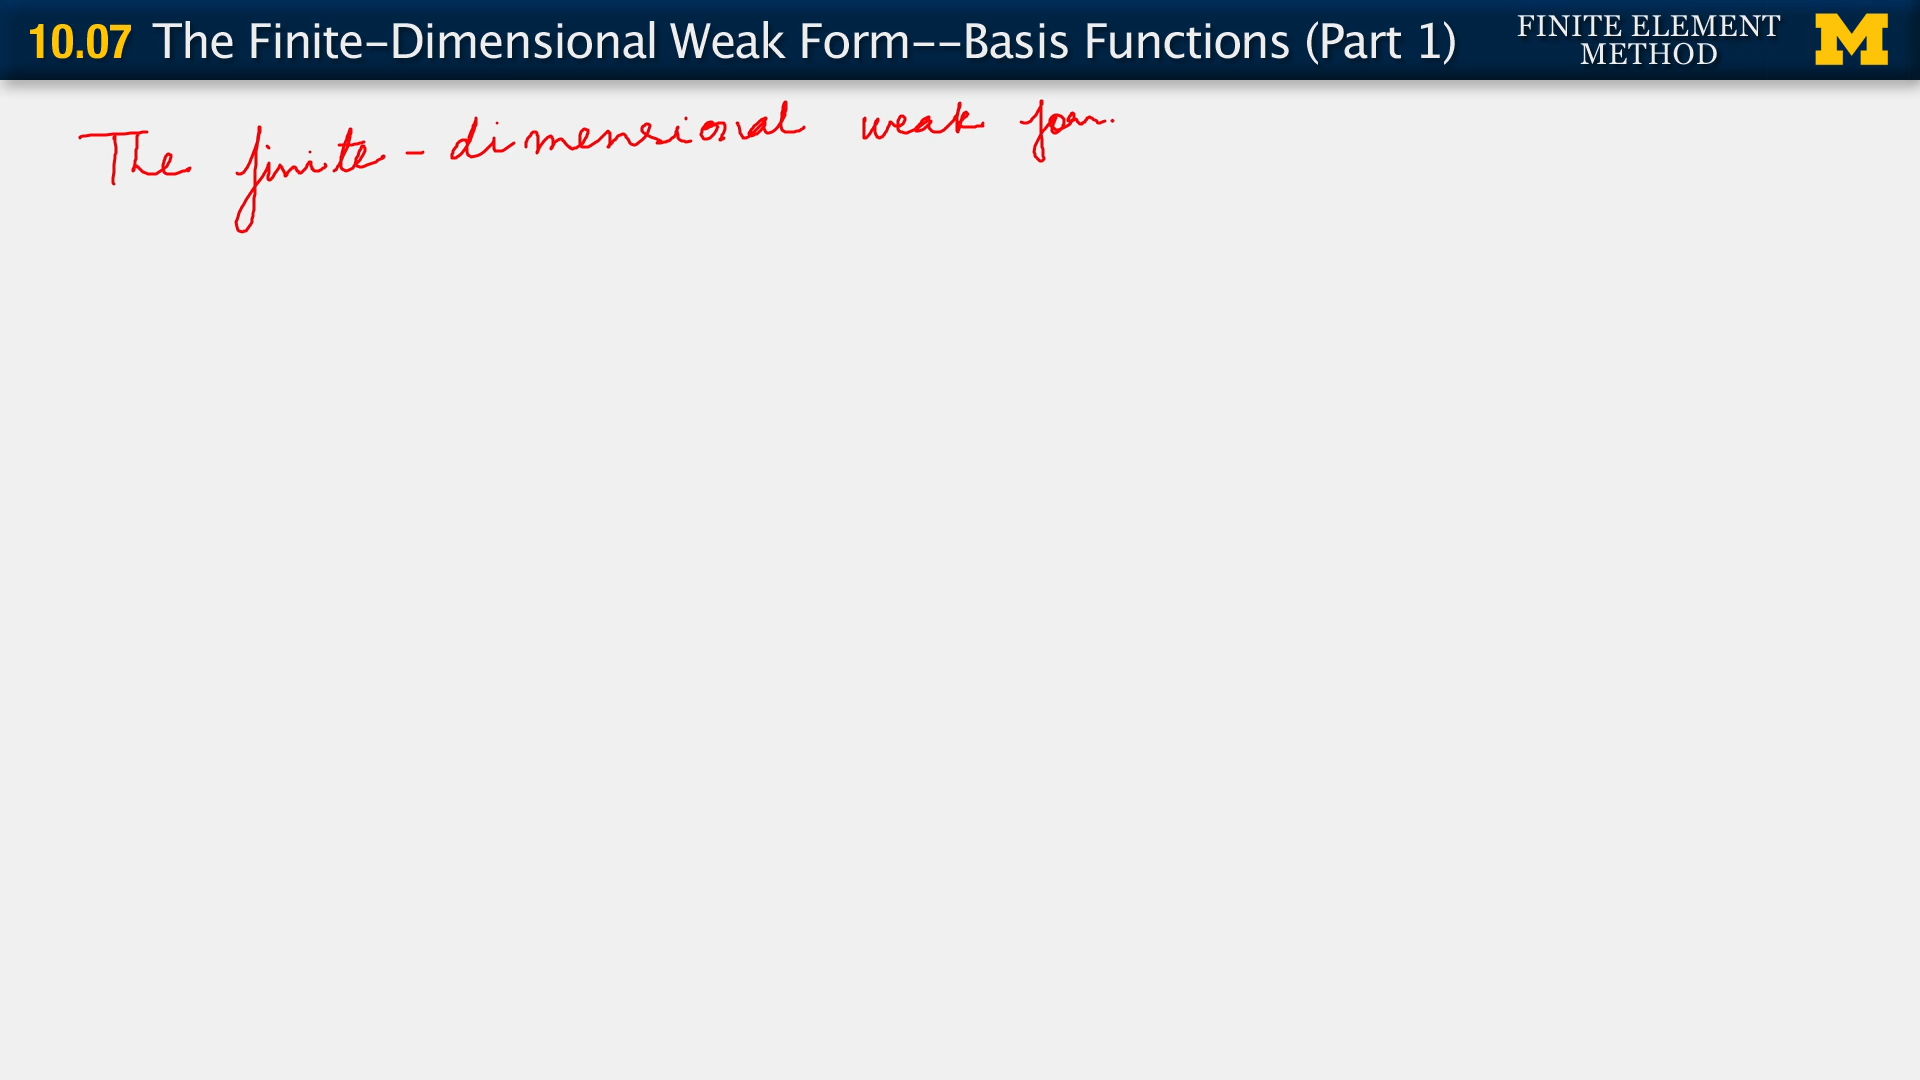 10.07 The Finite-Dimensional Weak Form--Basis Functions (Part 1)
FINITE ELEMENT
METHOD
M
The finite-dimensional weak form.